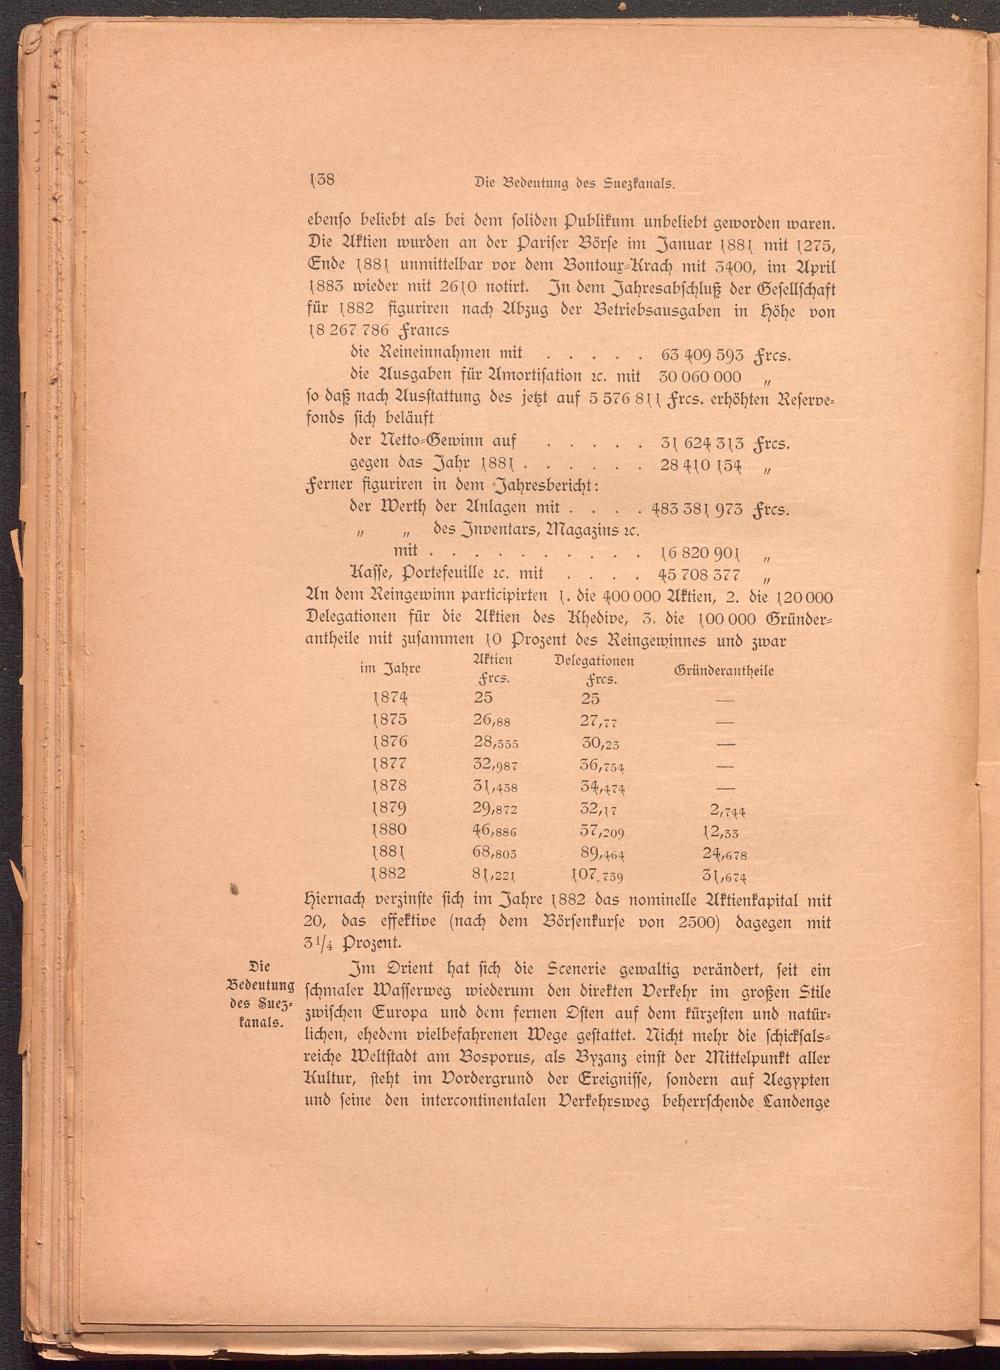 138 Die Bedeutung des Suezkanals.
ebenso beliebt als bei dem soliden Publikum unbeliebt geworden waren.
Die Aktien wurden an der Pariser Börse im Januar 1881 mit 1275,
Ende 1881 unmittelbar vor dem Bontoux-Krach mit 3400, im April
1883 wieder mit 2610 notirt. In dem Jahresabschluß der Gesellschaft
für 1882 figuriren nach Abzug der Betriebsausgaben in Höhe von
18 267 786 Francs
die Reineinnahmen mit . . . . . 63 409 593 Frcs.
die Ausgaben für Amortisation ꝛc. mit 30 060 000 „
so daß nach Ausstattung des jetzt auf 5 576 811 Frcs. erhöhten Reserve-
fonds sich beläuft
der Netto-Gewinn auf . . . . . 31 624 313 Frcs.
gegen das Jahr 1881 . . . . . . 28 410 154 „
Ferner figuriren in dem Jahresbericht:
der Werth der Anlagen mit . . . . 483 381 973 Frcs.
„ „ des Inventars, Magazins ꝛc.
mit . . . . . . . . . . 16 820 901 „
Kasse, Portefeuille ꝛc. mit . . . . 45 708 377 „
An dem Reingewinn participirten 1. die 400 000 Aktien, 2. die 120 000
Delegationen für die Aktien des Khedive, 3. die 100 000 Gründer-
antheile mit zusammen 10 Prozent des Reingewinnes und zwar
im Jahre Aktien Frcs. Delegationen Frcs. Gründerantheile
1874 25 25 —
1875 26,88 27,77 —
1876 28,555 30,23 —
1877 32,987 36,754 —
1878 31,438 34,474 —
1879 29,872 32,17 2,744
1880 46,886 57,209 12,33
1881 68,803 89,464 24,678
1882 81,221 107,739 31,674
Hiernach verzinste sich im Jahre 1882 das nominelle Aktienkapital mit
20, das effektive (nach dem Börsenkurse von 2500) dagegen mit
3 1/4 Prozent.
Die
Bedeutung
des Suez-
kanals.
Im Orient hat sich die Scenerie gewaltig verändert, seit ein
schmaler Wasserweg wiederum den direkten Verkehr im großen Stile
zwischen Europa und dem fernen Osten auf dem kürzesten und natür-
lichen, ehedem vielbefahrenen Wege gestattet. Nicht mehr die schicksals-
reiche Weltstadt am Bosporus, als Byzanz einst der Mittelpunkt aller
Kultur, steht im Vordergrund der Ereignisse, sondern auf Aegypten
und seine den intercontinentalen Verkehrsweg beherrschende Landenge